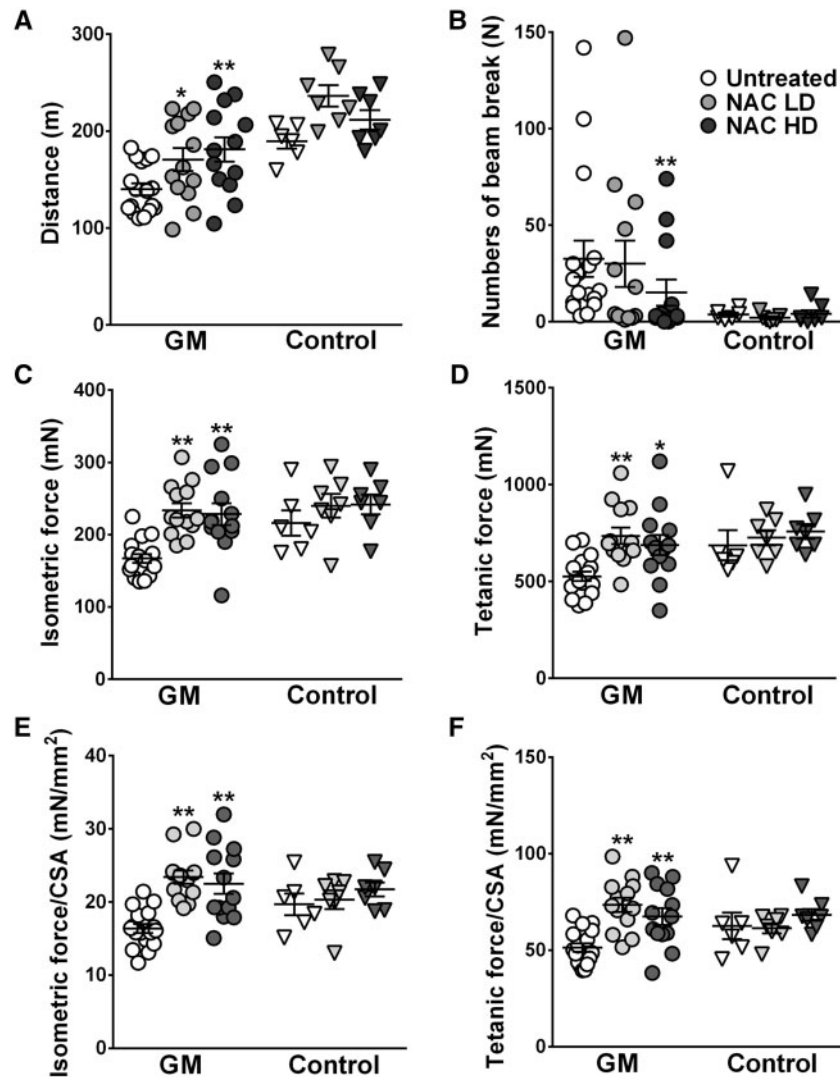 A
Distance (m)
300
200
100
0
* **
GM Control
B
Numbers of beam break (N)
150
100
50
0
**
Untreated
NAC LD
NAC HD
GM Control
C
Isometric force (mN)
400
300
200
100
0
** **
GM Control
D
Tetanic force (mN)
1500
1000
500
0
** *
GM Control
E
Isometric force/CSA (mN/mm²)
40
30
20
10
0
** **
GM Control
F
Tetanic force/CSA (mN/mm²)
150
100
50
0
** **
GM Control